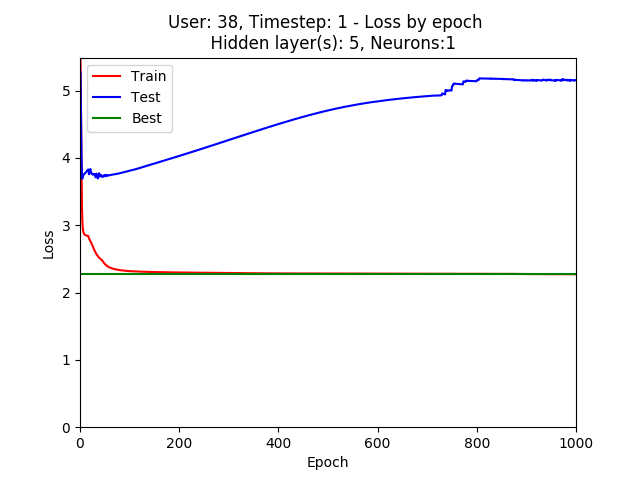 User: 38, Timestep: 1 - Loss by epoch
Hidden layer(s): 5, Neurons:1
Train
Test
Best
5
4
3
2
1
0
Loss
0
200
400
600
800
1000
Epoch